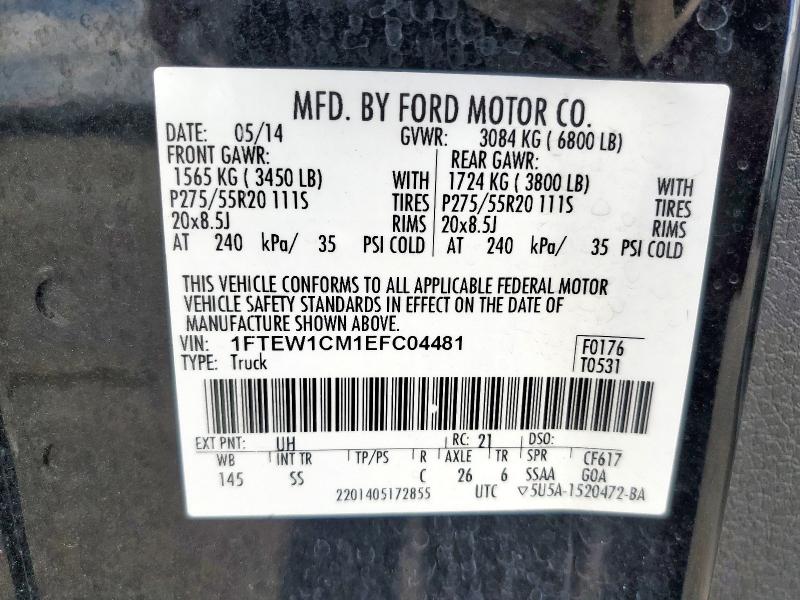 MFD. BY FORD MOTOR CO.
DATE: 05/14 GVWR: 3084 KG ( 6800 LB)
FRONT GAWR: REAR GAWR:
1565 KG ( 3450 LB) WITH 1724 KG ( 3800 LB) WITH
P275/55R20 111S TIRES P275/55R20 111S TIRES
20x8.5J RIMS 20x8.5J RIMS
AT 240 kPa/ 35 PSI COLD AT 240 kPa/ 35 PSI COLD
THIS VEHICLE CONFORMS TO ALL APPLICABLE FEDERAL MOTOR
VEHICLE SAFETY STANDARDS IN EFFECT ON THE DATE OF
MANUFACTURE SHOWN ABOVE.
VIN: 1FTEW1CM1EFC04481 F0176
TYPE: Truck T0531
EXT PNT: UH RC: 21 DSO:
WB INT TR TP/PS R AXLE TR SPR CF617
145 SS C 26 6 SSAA GOA
2201405172855 UTC ▽5U5A-1520472-BA